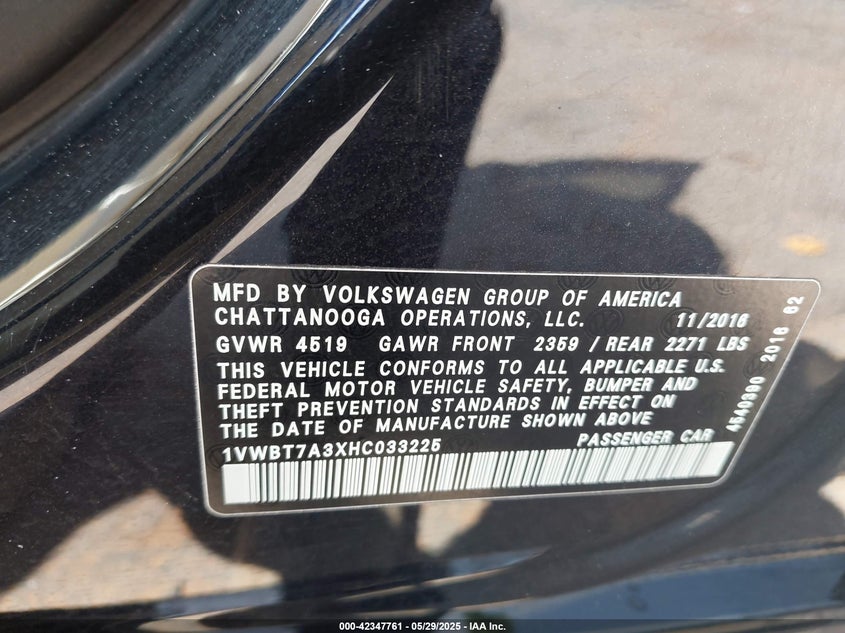 MFD BY VOLKSWAGEN GROUP OF AMERICA
CHATTANOOGA OPERATIONS, LLC. 11/2016
GVWR 4519 GAWR FRONT 2359 / REAR 2271 LBS
THIS VEHICLE CONFORMS TO ALL APPLICABLE U.S.
FEDERAL MOTOR VEHICLE SAFETY, BUMPER AND
THEFT PREVENTION STANDARDS IN EFFECT ON
THE DATE OF MANUFACTURE SHOWN ABOVE
1VWBT7A3XHC033225 PASSENGER CAR
A540390 2016 62
000-42347761 - 05/29/2025 - IAA Inc.